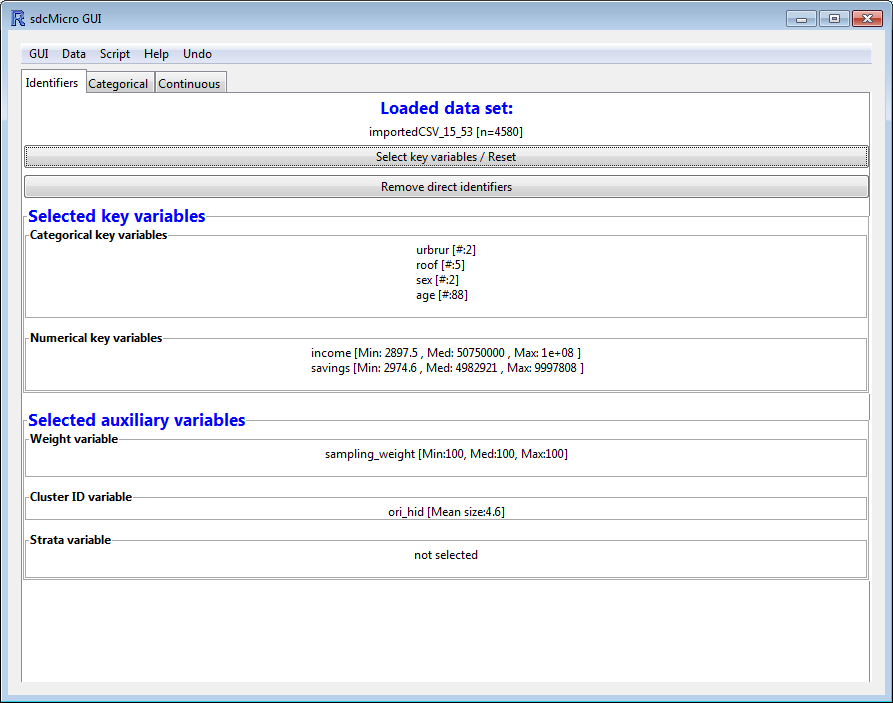 sdcMicro GUI
GUI Data Script Help Undo
Identifiers Categorical Continuous
Loaded data set:
importedCSV_15_53 [n=4580]
Select key variables / Reset
Remove direct identifiers
Selected key variables
Categorical key variables
urbrur [#:2]
roof [#:5]
sex [#:2]
age [#:88]
Numerical key variables
income [Min: 2897.5 , Med: 50750000 , Max: 1e+08 ]
savings [Min: 2974.6 , Med: 4982921 , Max: 9997808 ]
Selected auxiliary variables
Weight variable
sampling_weight [Min:100, Med:100, Max:100]
Cluster ID variable
ori_hid [Mean size:4.6]
Strata variable
not selected